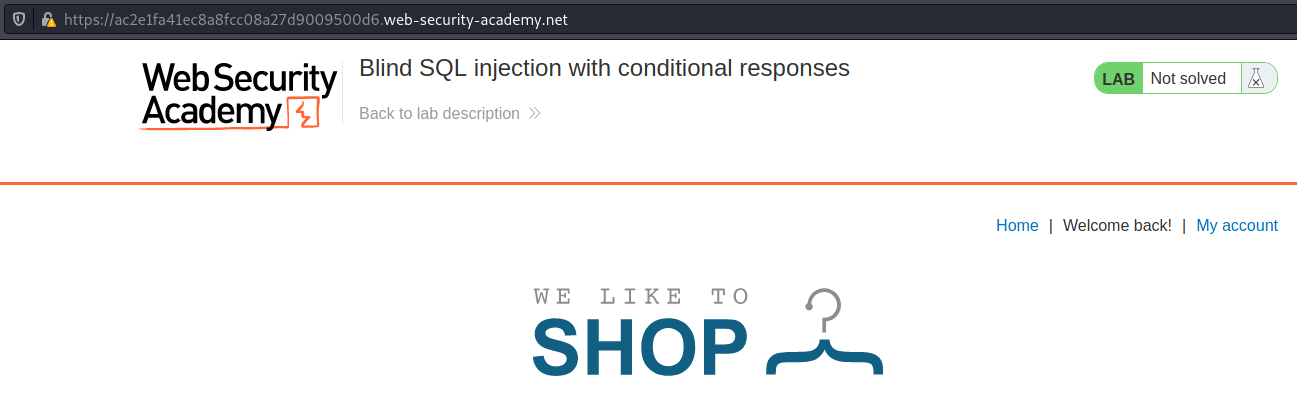 https://ac2e1fa41ec8a8fcc08a27d9009500d6.web-security-academy.net
Web Security Academy
Blind SQL injection with conditional responses
Back to lab description
LAB Not solved
Home | Welcome back! | My account
WE LIKE TO
SHOP